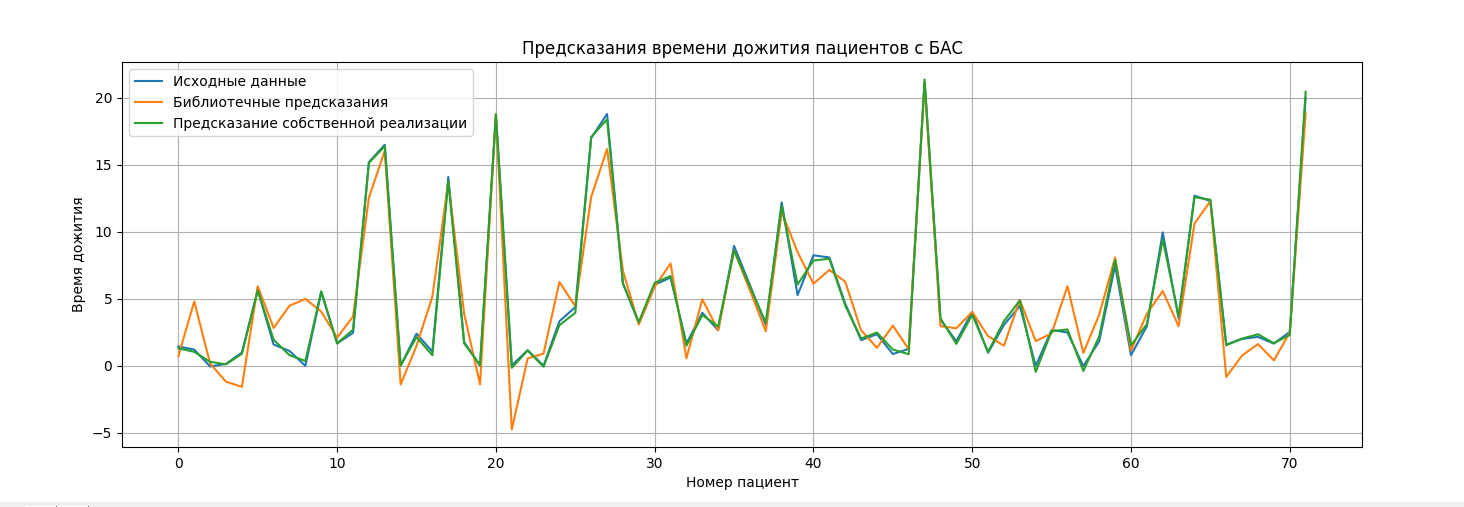 Предсказания времени дожития пациентов с БАС
Исходные данные
Библиотечные предсказания
Предсказание собственной реализации
Время дожития
20
15
10
5
0
−5
0 10 20 30 40 50 60 70
Номер пациент